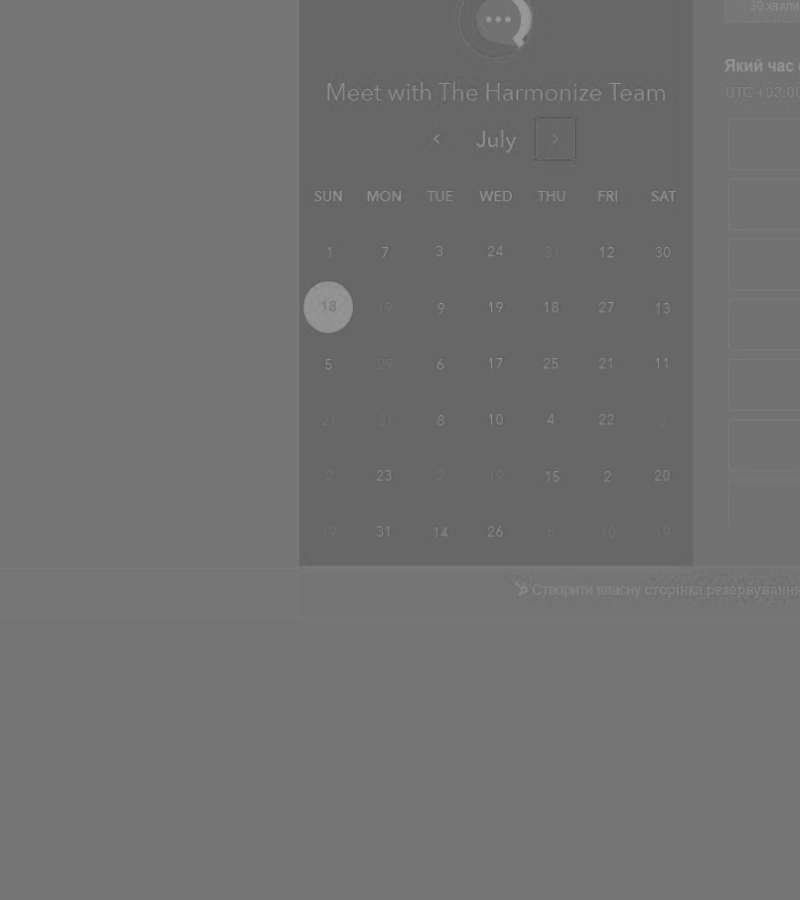 30 хвили
Meet with The Harmonize Team
Який час
UTC +03:00
July
SUN MON TUE WED THU FRI SAT
1 7 3 24 31 12 30
18 19 9 19 18 27 13
5 29 6 17 25 21 11
21 31 8 10 4 22 3
2 23 2 19 15 2 20
19 31 14 26 6 10 19
Створити власну сторінка резервування